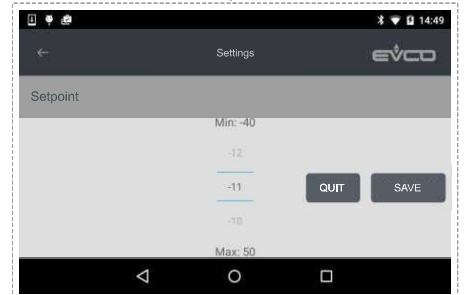 14:49
Settings
EVCO
Setpoint
Min: -40
-12
-11
QUIT SAVE
-10
Max: 50